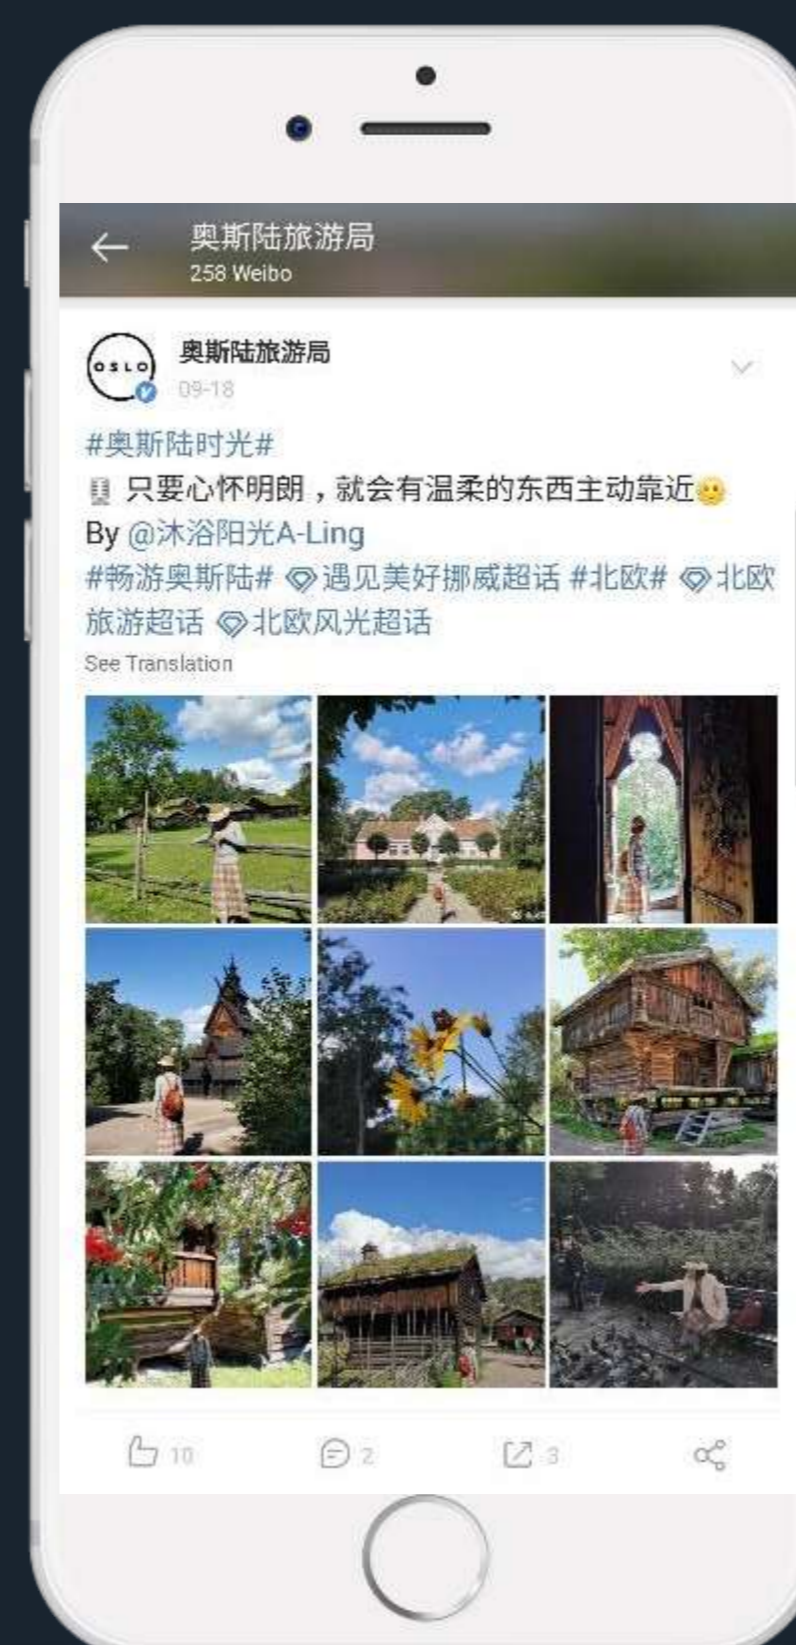 奥斯陆旅游局
258 Weibo
OSLO
奥斯陆旅游局
09-18
#奥斯陆时光#
只要心怀明朗，就会有温柔的东西主动靠近
By @沐浴阳光A-Ling
#畅游奥斯陆# 遇见美好挪威超话 #北欧# 北欧
旅游超话 北欧风光超话
See Translation
10
2
3